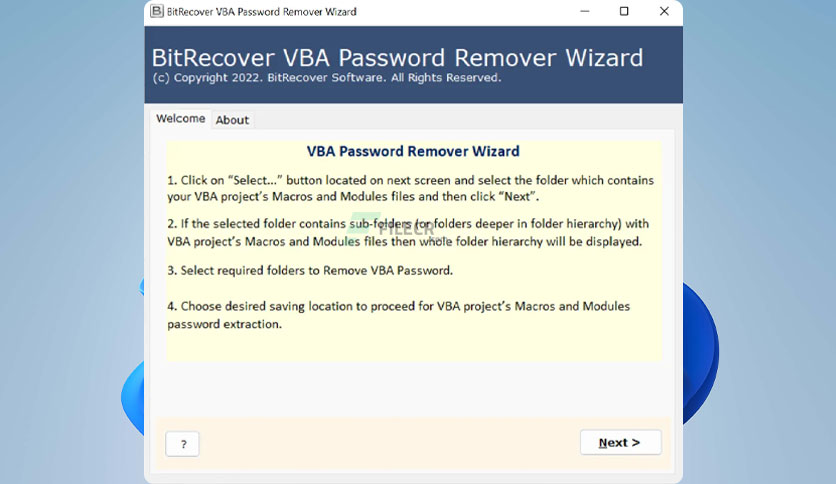 BitRecover VBA Password Remover Wizard
BitRecover VBA Password Remover Wizard
(c) Copyright 2022. BitRecover Software. All Rights Reserved.
Welcome About
VBA Password Remover Wizard
1. Click on “Select...” button located on next screen and select the folder which contains
your VBA project’s Macros and Modules files and then click “Next”.
2. If the selected folder contains sub-folders (or folders deeper in folder hierarchy) with
FILECR
VBA project’s Macros and Modules files then whole folder hierarchy will be displayed.
3. Select required folders to Remove VBA Password.
4. Choose desired saving location to proceed for VBA project’s Macros and Modules
password extraction.
? Next >